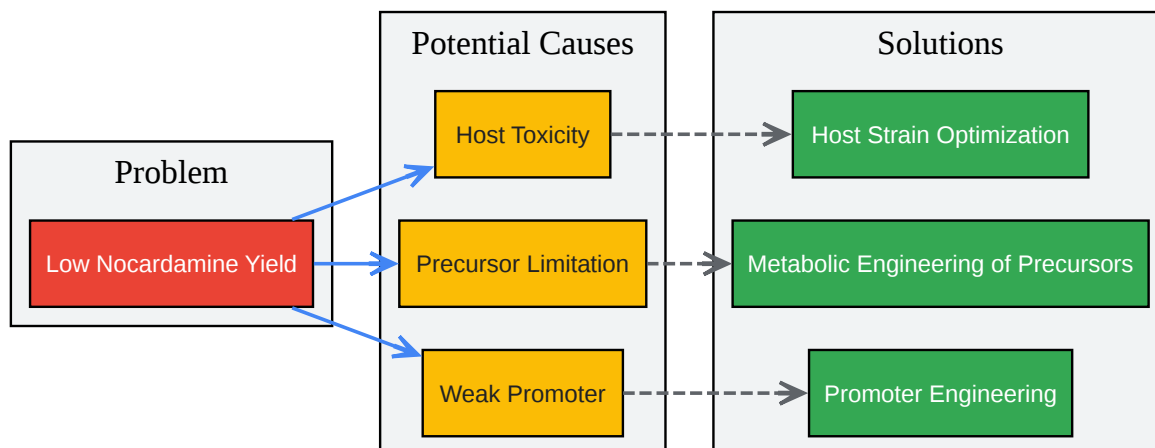 Problem
Low Nocardamine Yield
Potential Causes
Host Toxicity
Precursor Limitation
Weak Promoter
Solutions
Host Strain Optimization
Metabolic Engineering of Precursors
Promoter Engineering